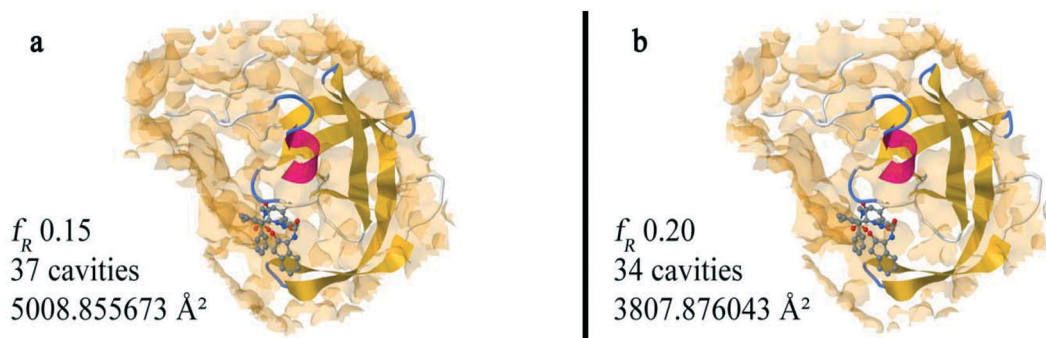 a
f_R 0.15
37 cavities
5008.855673 Å²
b
f_R 0.20
34 cavities
3807.876043 Å²